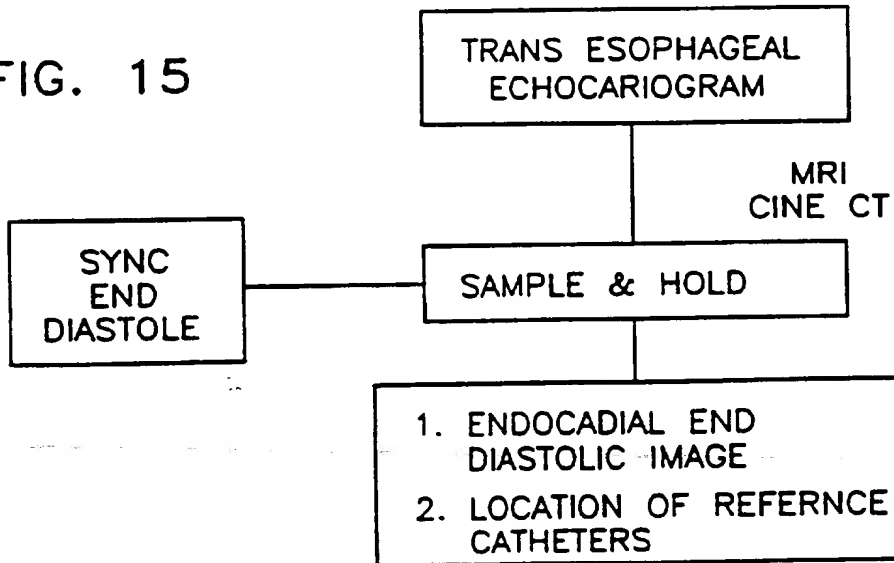 FIG. 15
TRANS ESOPHAGEAL
ECHOCARIOGRAM
MRI
CINE CT
SYNC
END
DIASTOLE
SAMPLE & HOLD
1. ENDOCADIAL END
DIASTOLIC IMAGE
2. LOCATION OF REFERNCE
CATHETERS